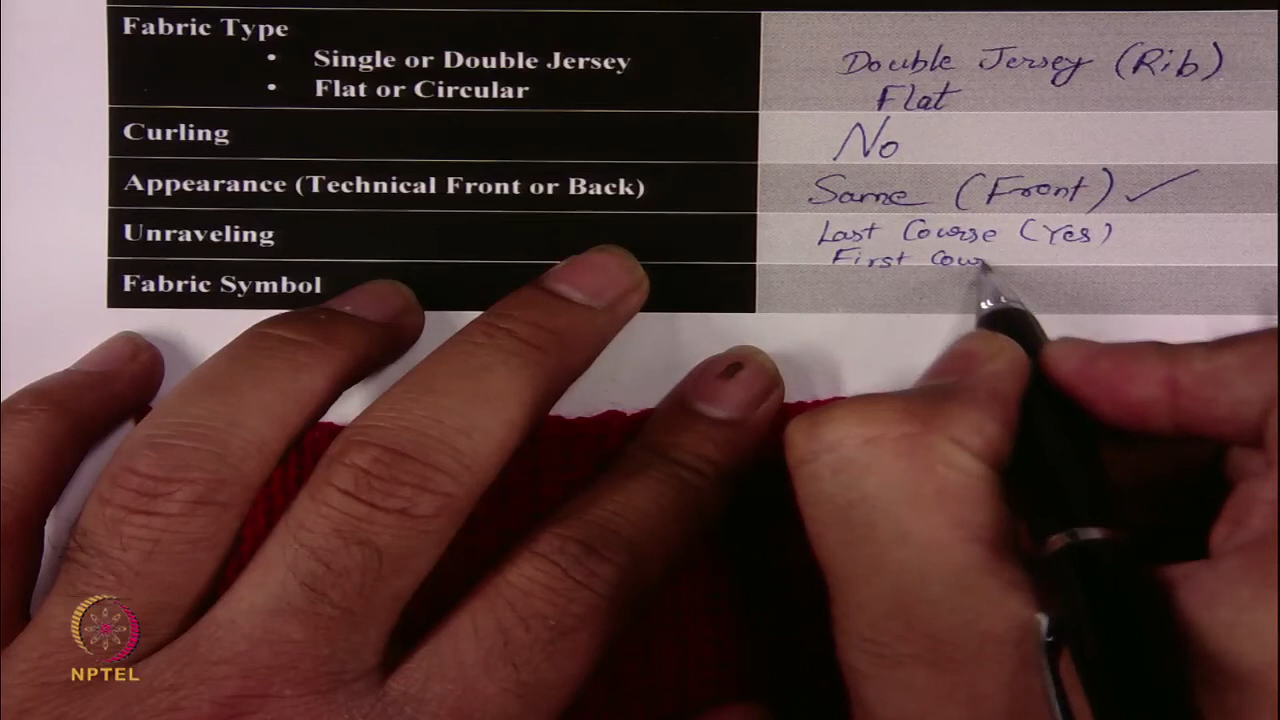 Fabric Type
• Single or Double Jersey
Double Jersey (Rib)
• Flat or Circular
Flat
Curling
No
Appearance (Technical Front or Back)
Same (Front) ✓
Unraveling
Last Course (Yes)
First Cou
Fabric Symbol
NPTEL